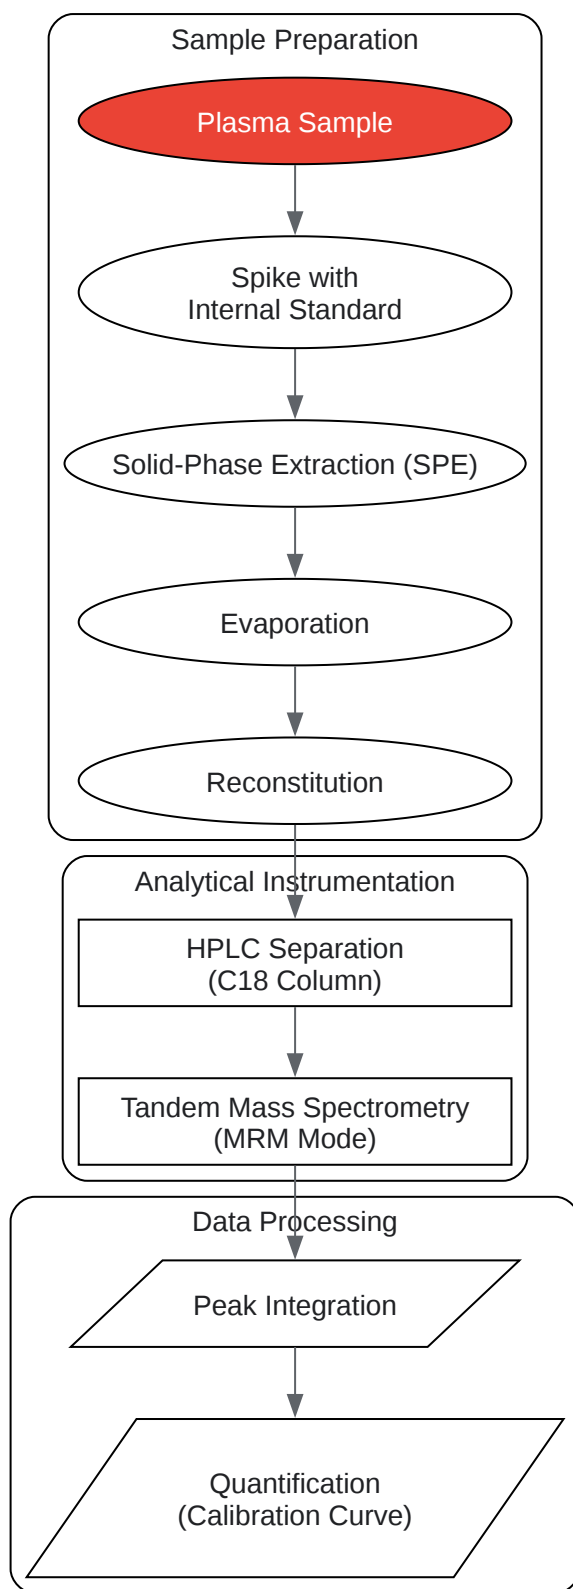 Sample Preparation
Plasma Sample
Spike with
Internal Standard
Solid-Phase Extraction (SPE)
Evaporation
Reconstitution
Analytical Instrumentation
HPLC Separation
(C18 Column)
Tandem Mass Spectrometry
(MRM Mode)
Data Processing
Peak Integration
Quantification
(Calibration Curve)